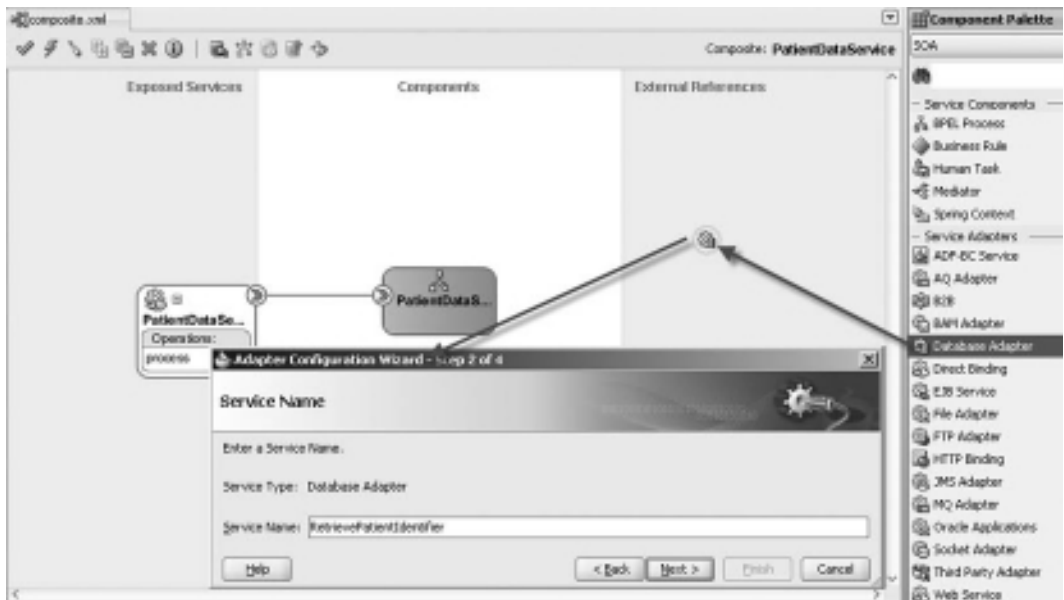 composite.xml
Composite: PatientDataService
Exposed Services
Components
External References
PatientDataSe...
Operations:
process
PatientDataS...
Adapter Configuration Wizard - Step 2 of 4
Service Name
Enter a Service Name.
Service Type: Database Adapter
Service Name: RetrievePatientIdentifier
Help
< Back
Next >
Finish
Cancel
Component Palette
SOA
Service Components
BPEL Process
Business Rule
Human Task
Mediator
Spring Context
Service Adapters
ADF-BC Service
AQ Adapter
B2B
BAM Adapter
Database Adapter
Direct Binding
EJB Service
File Adapter
FTP Adapter
HTTP Binding
JMS Adapter
MQ Adapter
Oracle Applications
Socket Adapter
Third Party Adapter
Web Service